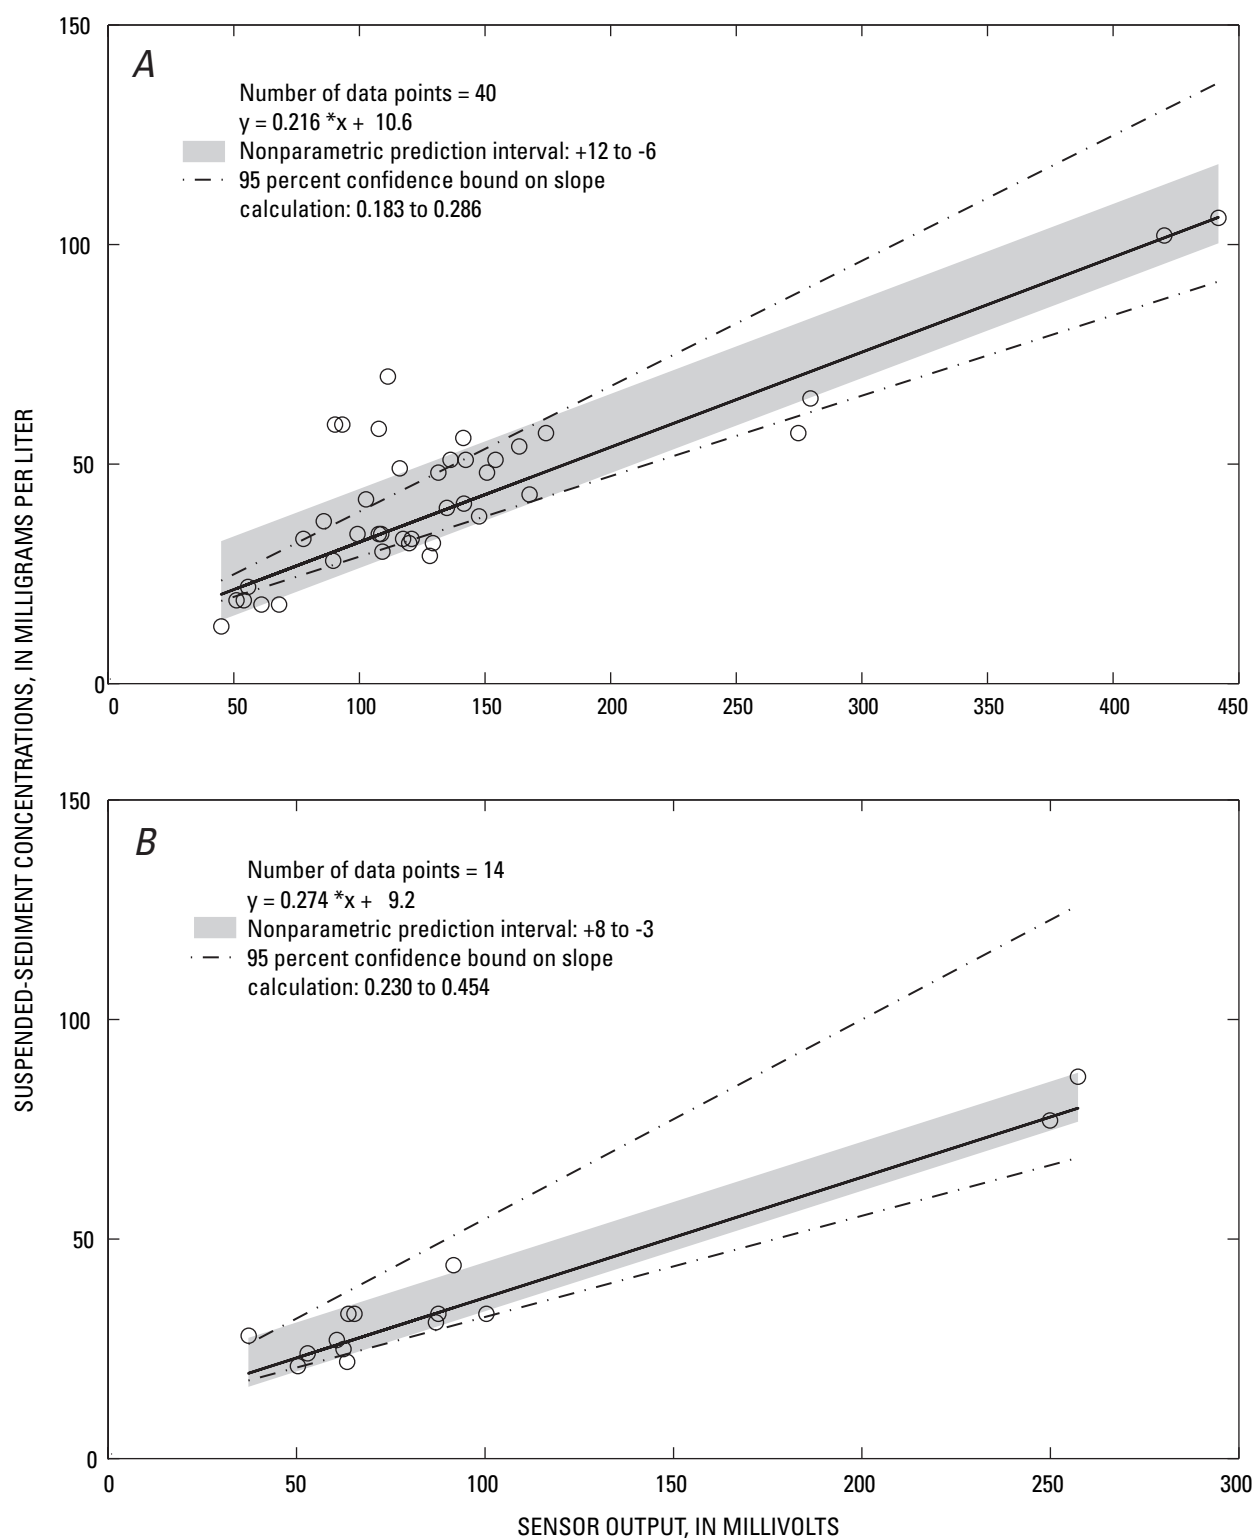 SUSPENDED-SEDIMENT CONCENTRATIONS, IN MILLIGRAMS PER LITER
A
Number of data points = 40
y = 0.216 *x + 10.6
Nonparametric prediction interval: +12 to -6
95 percent confidence bound on slope
calculation: 0.183 to 0.286
150
100
50
0
0 50 100 150 200 250 300 350 400 450
B
Number of data points = 14
y = 0.274 *x + 9.2
Nonparametric prediction interval: +8 to -3
95 percent confidence bound on slope
calculation: 0.230 to 0.454
150
100
50
0
0 50 100 150 200 250 300
SENSOR OUTPUT, IN MILLIVOLTS